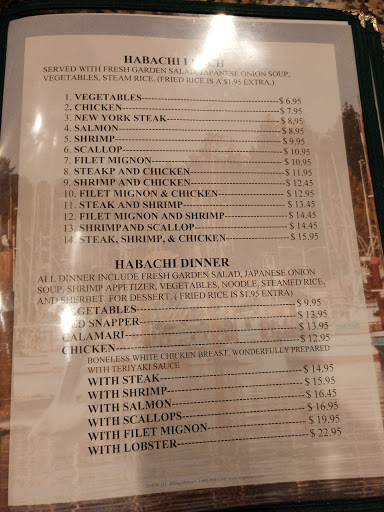 HABACHI LUNCH
SERVED WITH FRESH GARDEN SALAD, JAPANESE ONION SOUP,
VEGETABLES, STEAM RICE. (FRIED RICE IS A $1.95 EXTRA.)
1. VEGETABLES------------------------------$ 6.95
2. CHICKEN------------------------------$ 7.95
3. NEW YORK STEAK------------------------------$ 8.95
4. SALMON------------------------------$ 8.95
5. SHRIMP------------------------------$ 9.95
6. SCALLOP------------------------------$ 10.95
7. FILET MIGNON------------------------------$ 10.95
8. STEAKP AND CHICKEN------------------------------$ 11.95
9. SHRIMP AND CHICKEN------------------------------$ 12.45
10. FILET MIGNON & CHICKEN------------------------------$ 12.95
11. STEAK AND SHRIMP------------------------------$ 13.45
12. FILET MIGNON AND SHRIMP------------------------------$ 14.45
13. SHRIMPAND SCALLOP------------------------------$ 14.45
14. STEAK, SHRIMP, & CHICKEN------------------------------$ 15.95
HABACHI DINNER
ALL DINNER INCLUDE FRESH GARDEN SALAD, JAPANESE ONION
SOUP, SHRIMP APPETIZER, VEGETABLES, NOODLE, STEAMED RICE,
AND SHERBET FOR DESSERT. ( FRIED RICE IS $1.95 EXTRA)
VEGETABLES------------------------------$ 9.95
RED SNAPPER------------------------------$ 13.95
CALAMARI------------------------------$ 13.95
CHICKEN------------------------------$ 12.95
BONELESS WHITE CHICKEN BREAST, WONDERFULLY PREPARED
WITH TERIYAKI SAUCE
WITH STEAK------------------------------$ 14.95
WITH SHRIMP------------------------------$ 15.95
WITH SALMON------------------------------$ 16.45
WITH SCALLOPS------------------------------$ 16.95
WITH FILET MIGNON------------------------------$ 19.95
WITH LOBSTER------------------------------$ 22.95